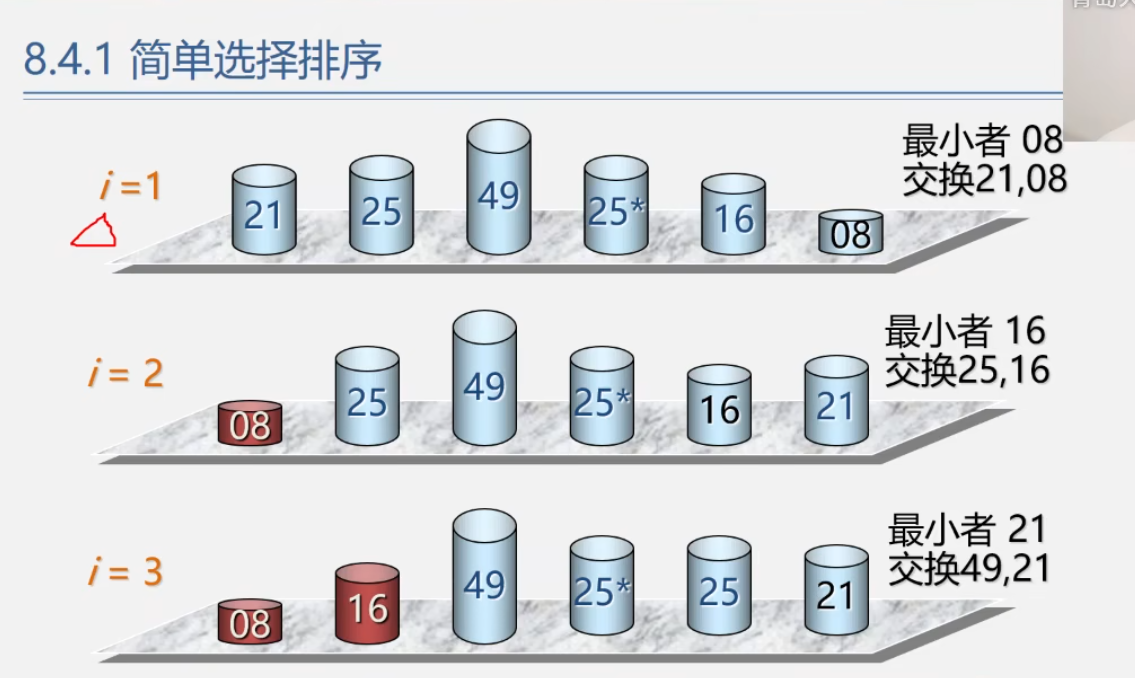 8.4.1 简单选择排序
i =1
21 25 49 25* 16 08
最小者 08
交换21,08
i = 2
08 25 49 25* 16 21
最小者 16
交换25,16
i = 3
08 16 49 25* 25 21
最小者 21
交换49,21